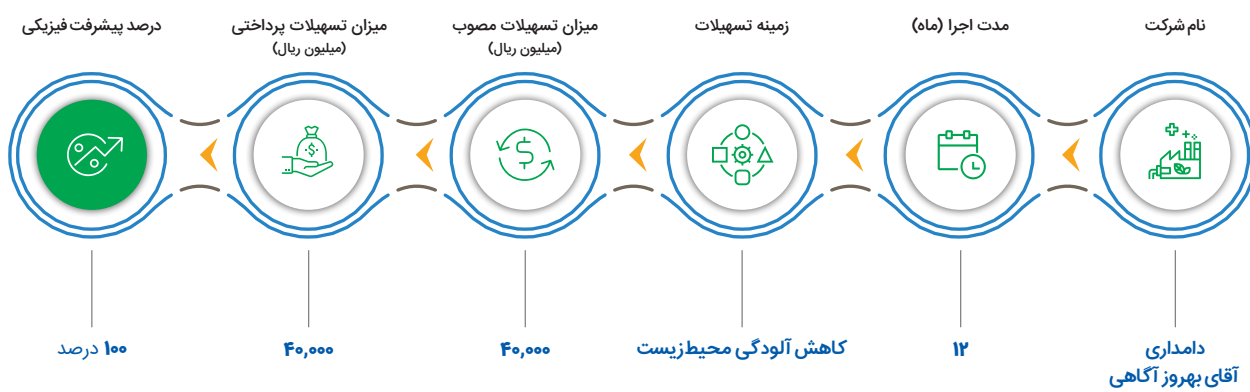 نام شرکت
مدت اجرا (ماه)
زمینه تسهیلات
میزان تسهیلات مصوب
(میلیون ریال)
میزان تسهیلات پرداختی
(میلیون ریال)
درصد پیشرفت فیزیکی
دامداری
آقای بهروز آگاهی
۱۲
کاهش آلودگی محیط‌زیست
۴۰,۰۰۰
۴۰,۰۰۰
۱۰۰ درصد